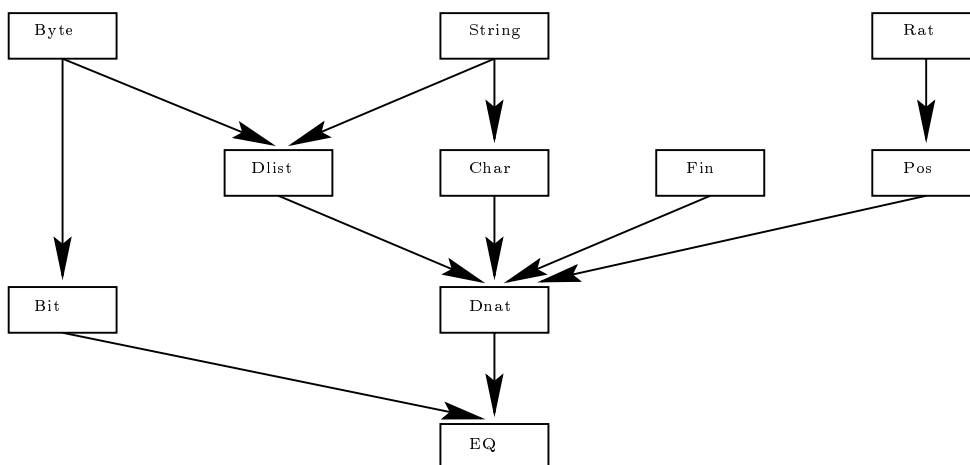 Byte
String
Rat
Dlist
Char
Fin
Pos
Bit
Dnat
EQ